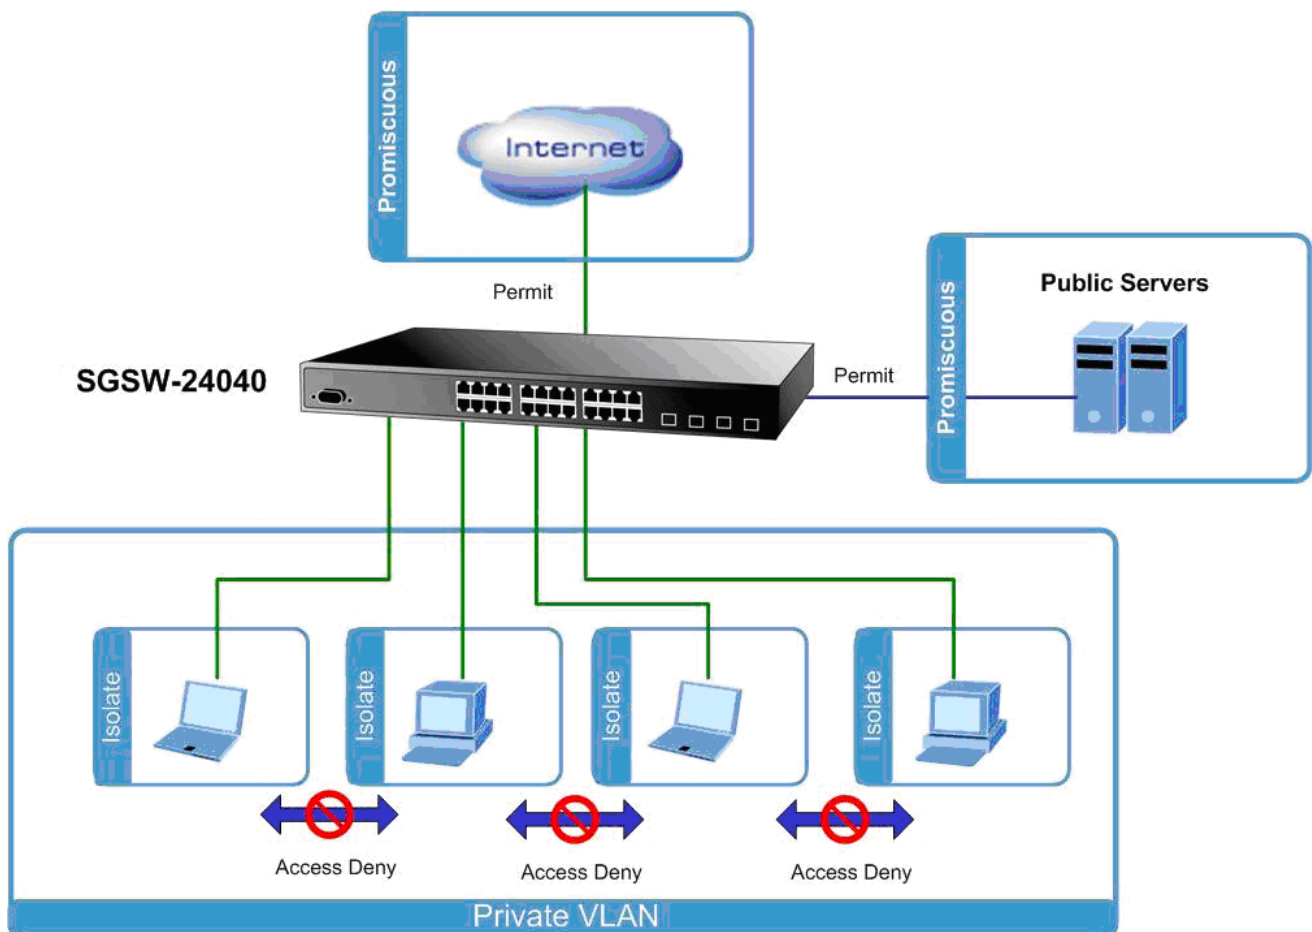 Promiscuous
Internet
Permit
SGSW-24040
Permit
Promiscuous
Public Servers
Isolate
Isolate
Isolate
Isolate
Access Deny
Access Deny
Access Deny
Private VLAN